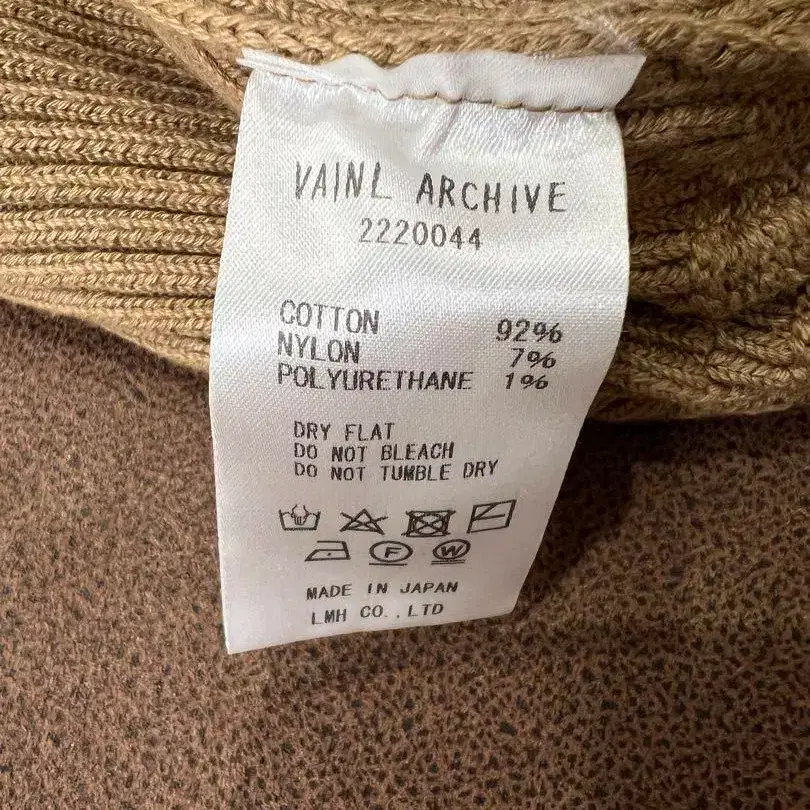 VAINL ARCHIVE
2220044
COTTON 92%
NYLON 7%
POLYURETHANE 1%
DRY FLAT
DO NOT BLEACH
DO NOT TUMBLE DRY
F W
MADE IN JAPAN
LMH CO.,LTD